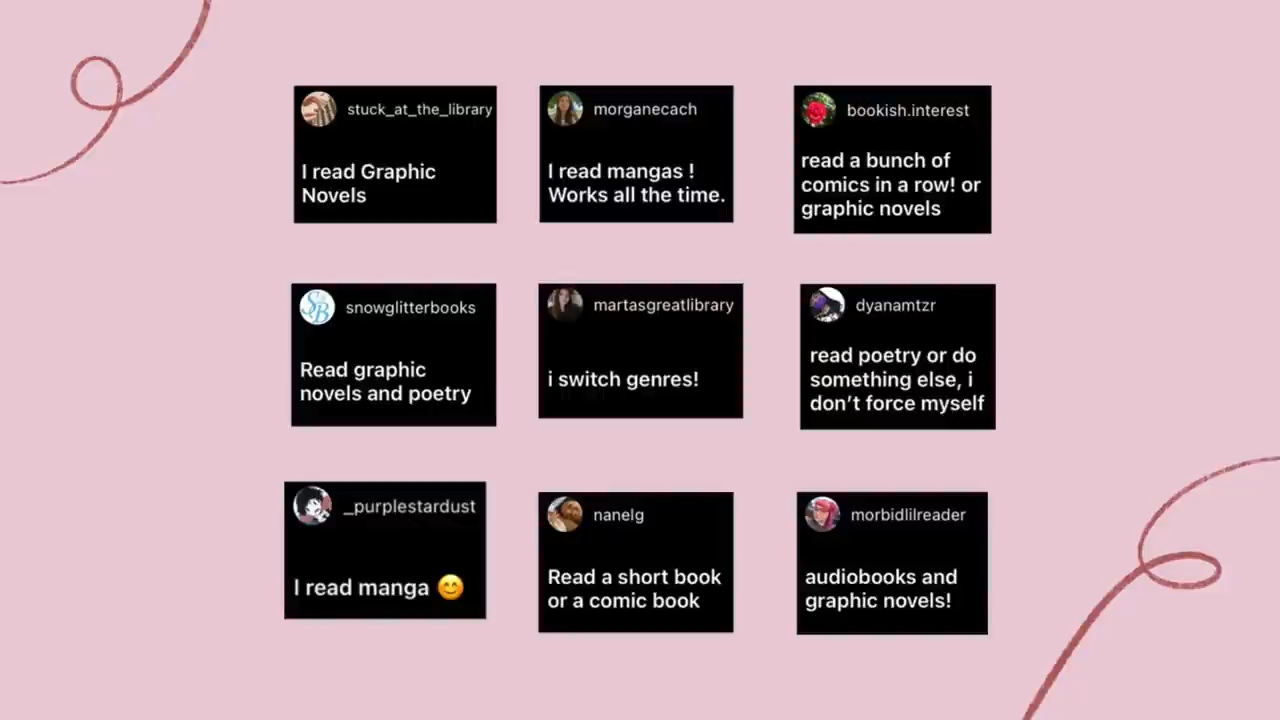 stuck_at_the_library
I read Graphic
Novels
morganecach
I read mangas !
Works all the time.
bookish.interest
read a bunch of
comics in a row! or
graphic novels
snowglitterbooks
Read graphic
novels and poetry
martasgreatlibrary
i switch genres!
dyanamtzr
read poetry or do
something else, i
don’t force myself
_purplestardust
I read manga 😊
nanelg
Read a short book
or a comic book
morbidlilreader
audiobooks and
graphic novels!